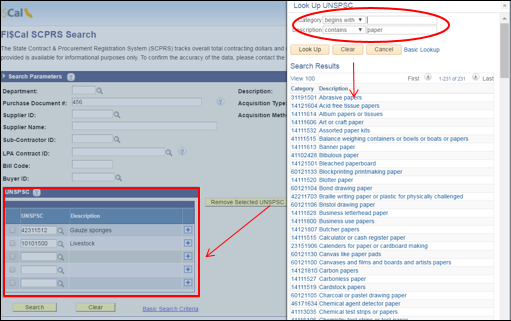 FI$Cal
FI$Cal SCPRS Search
The State Contract & Procurement Registration System (SCPRS) tracks overall total contracting dollars and
provided is available for informational purposes only. To confirm the accuracy of the data, please contact the
Search Parameters
Department:
Description:
Purchase Document #: 456
Acquisition Type:
Supplier ID:
Acquisition Meth
Supplier Name:
Sub-Contractor ID:
LPA Contract ID:
Bill Code:
Buyer ID:
UNSPSC
Remove Selected UNSPSC
UNSPSC Description
42311512 Gauze sponges
10101500 Livestock
Search Clear Basic Search Criteria
Look Up UNSPSC
Category begins with
Description: contains paper
Look Up Clear Cancel Basic Lookup
Search Results
View 100 First 1-231 of 231 Last
Category Description
31191501 Abrasive papers
14121604 Acid free tissue papers
14111614 Album papers or tissues
14111606 Art or craft paper
14111532 Assorted paper kits
41111515 Balance weighing containers or bowls or boats or papers
14111613 Banner paper
41102428 Bibulous paper
14121501 Bleached paperboard
60121133 Blockprinting printmaking paper
14111520 Blotter paper
60121104 Bond drawing paper
42211703 Braille writing paper or plastic for physically challenged
60121106 Bristol drawing paper
14111828 Business letterhead paper
14111800 Business use papers
14121807 Butcher papers
14111515 Calculator or cash register paper
23151906 Calenders for paper or cardboard making
60121130 Canvas like paper pads
60121100 Canvases and films and boards and artists papers
14121810 Carbon papers
14111527 Carbonless paper
14111519 Cardstock papers
60121105 Charcoal or pastel drawing paper
46171634 Chemical agent detector paper
41113035 Chemical test strips or papers